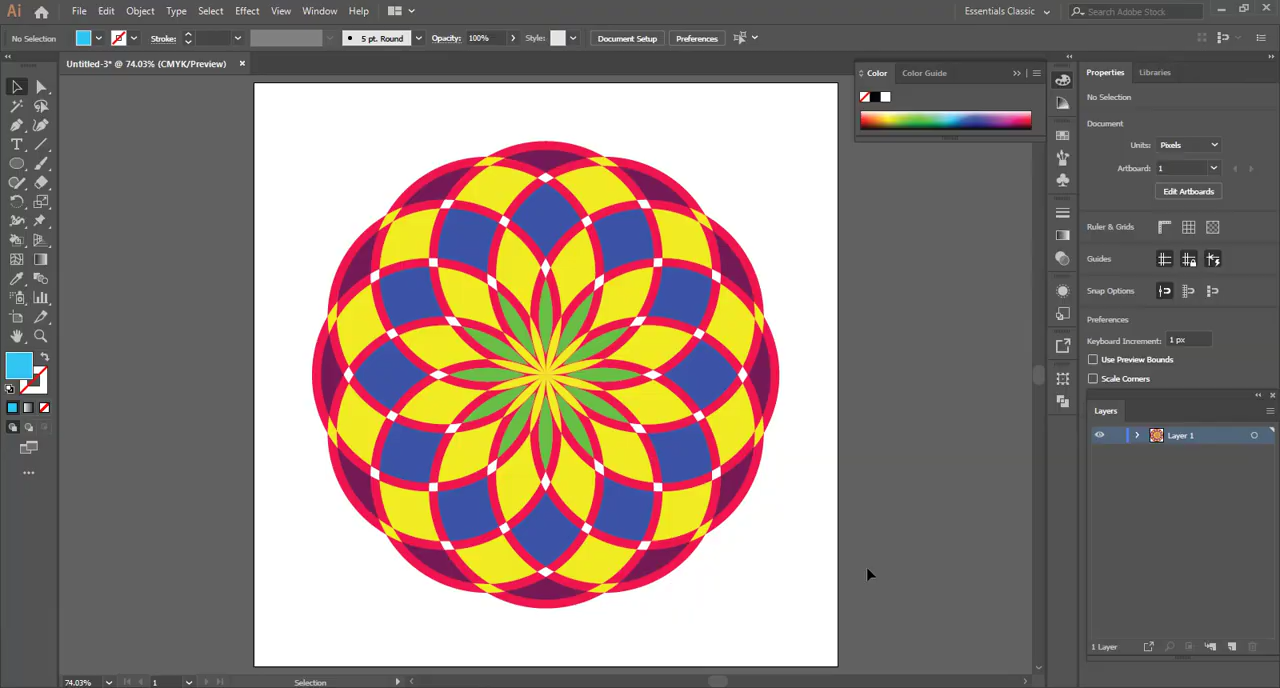 Ai File Edit Object Type Select Effect View Window Help Essentials Classic Search Adobe Stock
No Selection Stroke: 5 pt. Round Opacity: 100% Style: Document Setup Preferences
Untitled-3* @ 74.03% (CMYK/Preview) ×
Color Color Guide
Properties Libraries
No Selection
Document
Units: Pixels
Artboard: 1
Edit Artboards
Ruler & Grids
Guides
Snap Options
Preferences
Keyboard Increment: 1 px
Use Preview Bounds
Scale Corners
Layers
Layer 1
1 Layer
74.03% 1 Selection